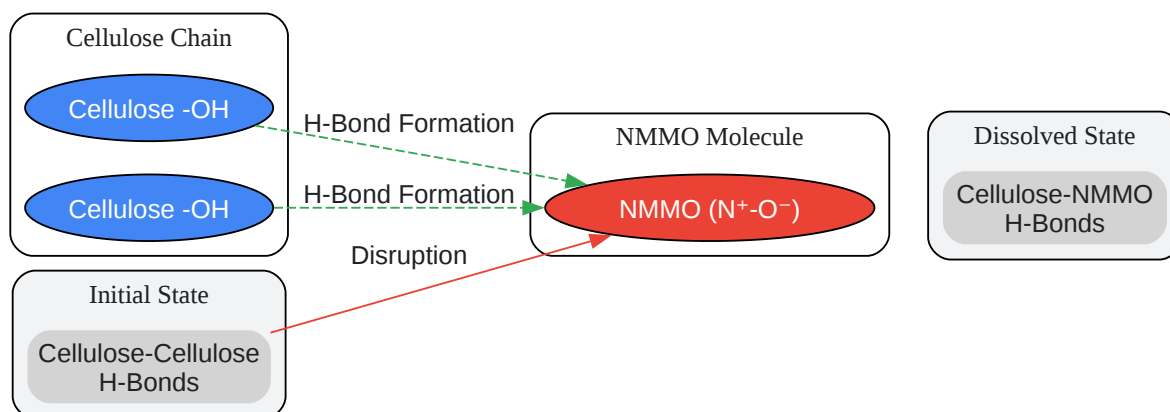 Cellulose Chain
Cellulose -OH
Cellulose -OH
H-Bond Formation
H-Bond Formation
Disruption
NMMO Molecule
NMMO (N⁺-O⁻)
Dissolved State
Cellulose-NMMO
H-Bonds
Initial State
Cellulose-Cellulose
H-Bonds